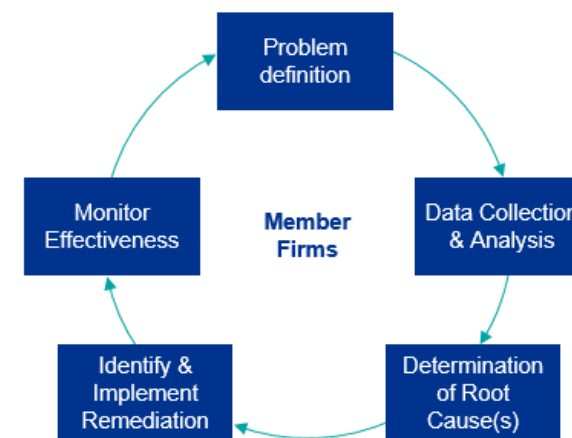 Problem
definition
Data Collection
& Analysis
Determination
of Root
Cause(s)
Identify &
Implement
Remediation
Monitor
Effectiveness
Member
Firms